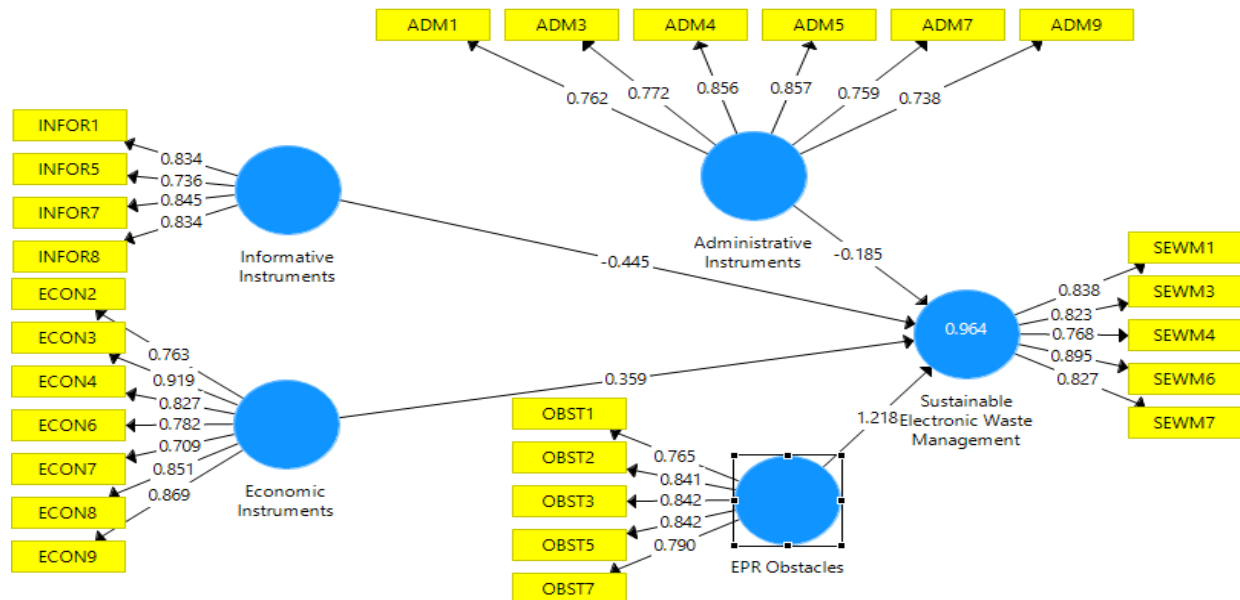 ADM1 ADM3 ADM4 ADM5 ADM7 ADM9
0.762 0.772 0.856 0.857 0.759 0.738
INFOR1
INFOR5
INFOR7
INFOR8
0.834
0.736
0.845
0.834
Informative
Instruments
-0.445
Administrative
Instruments
-0.185
ECON2
ECON3
ECON4
ECON6
ECON7
ECON8
ECON9
0.763
0.919
0.827
0.782
0.709
0.851
0.869
Economic
Instruments
0.359
0.964
Sustainable
Electronic Waste
Management
SEWM1
SEWM3
SEWM4
SEWM6
SEWM7
0.838
0.823
0.768
0.895
0.827
1.218
OBST1
OBST2
OBST3
OBST5
OBST7
0.765
0.841
0.842
0.842
0.790
EPR Obstacles